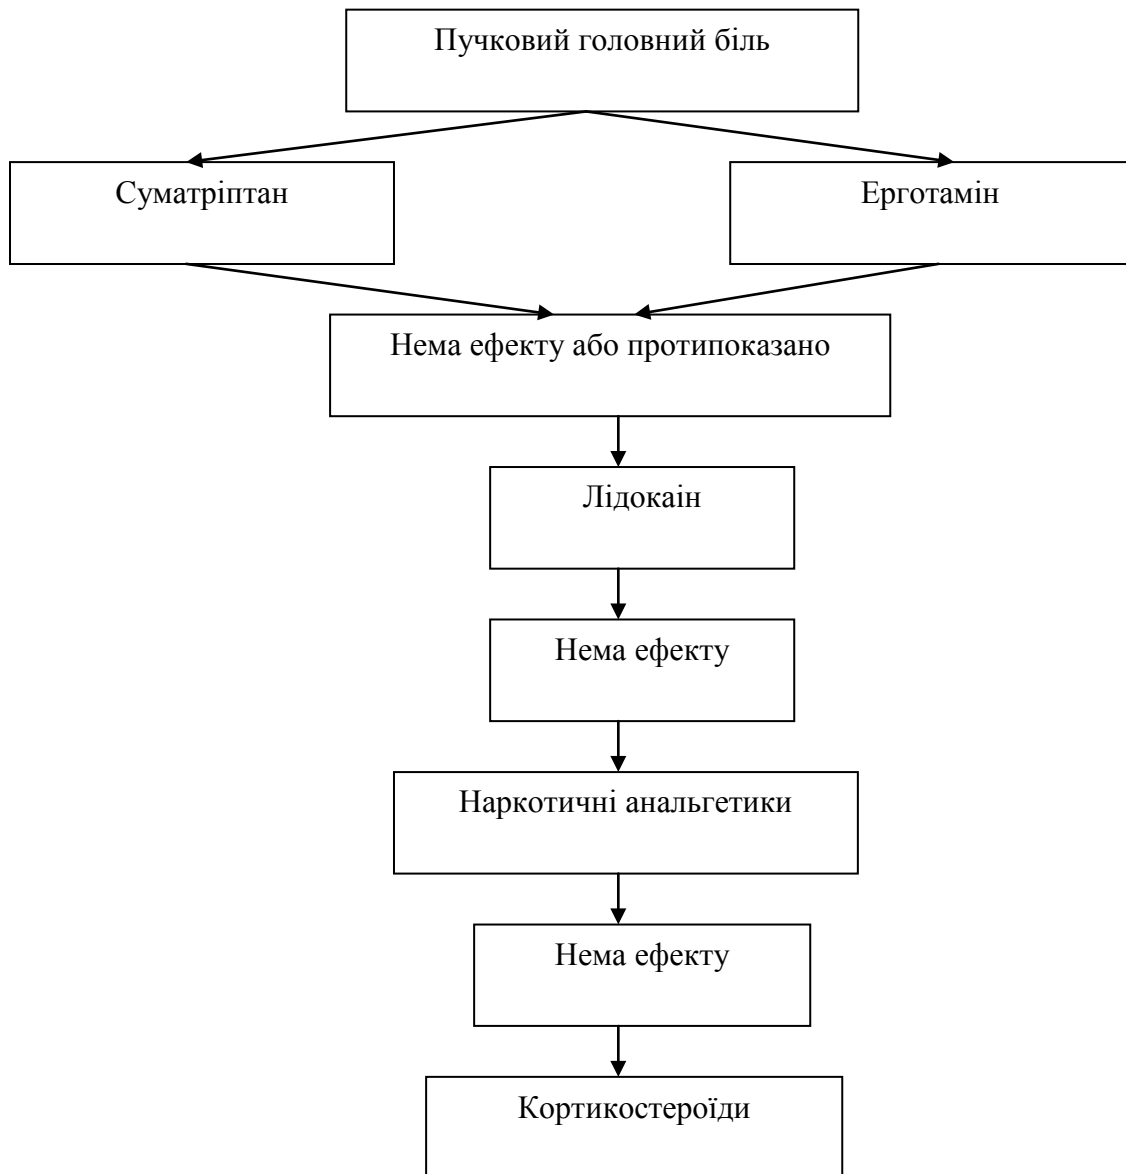 Пучковий головний біль
Суматріптан
Ерготамін
Нема ефекту або протипоказано
Лідокаін
Нема ефекту
Наркотичні анальгетики
Нема ефекту
Кортикостероїди